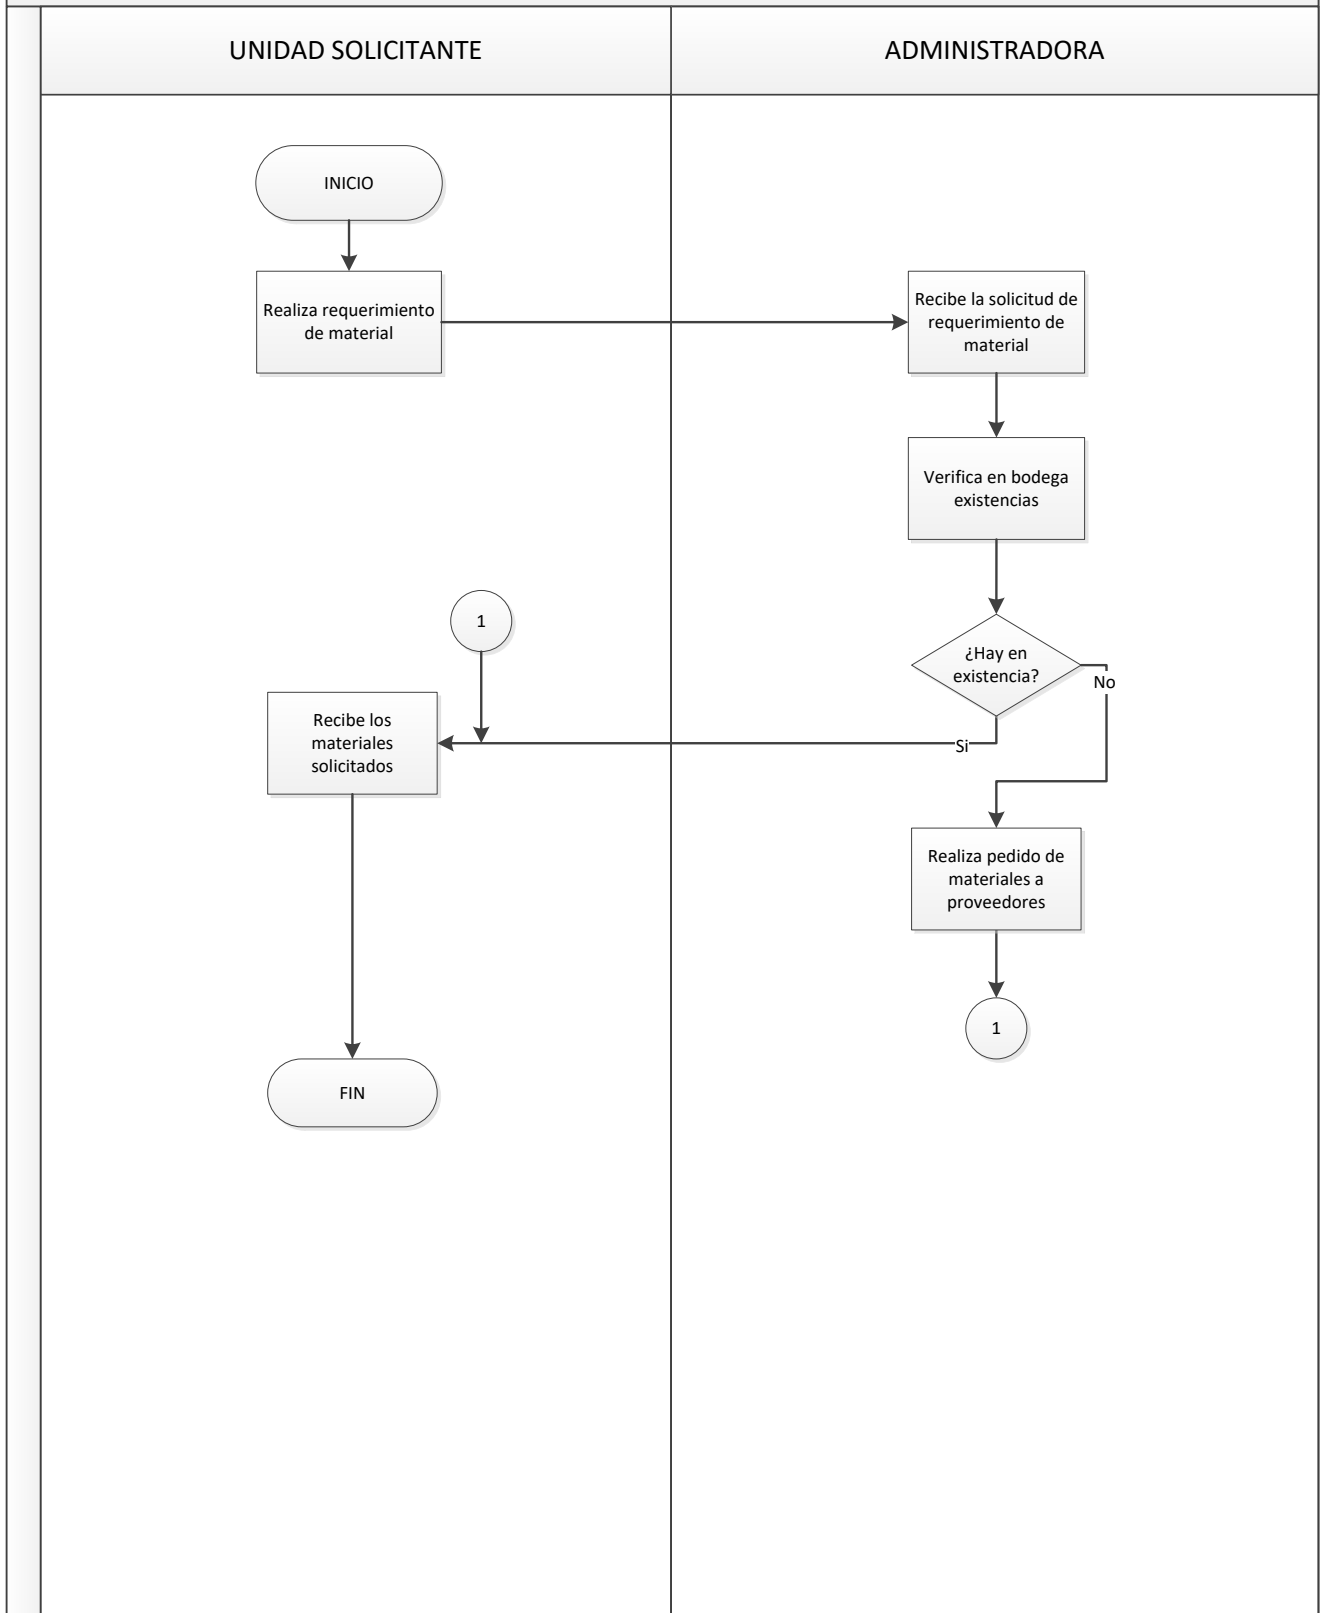 UNIDAD SOLICITANTE
ADMINISTRADORA
INICIO
Realiza requerimiento
de material
Recibe la solicitud de
requerimiento de
material
Verifica en bodega
existencias
1
¿Hay en
existencia?
No
Si
Recibe los
materiales
solicitados
Realiza pedido de
materiales a
proveedores
1
FIN